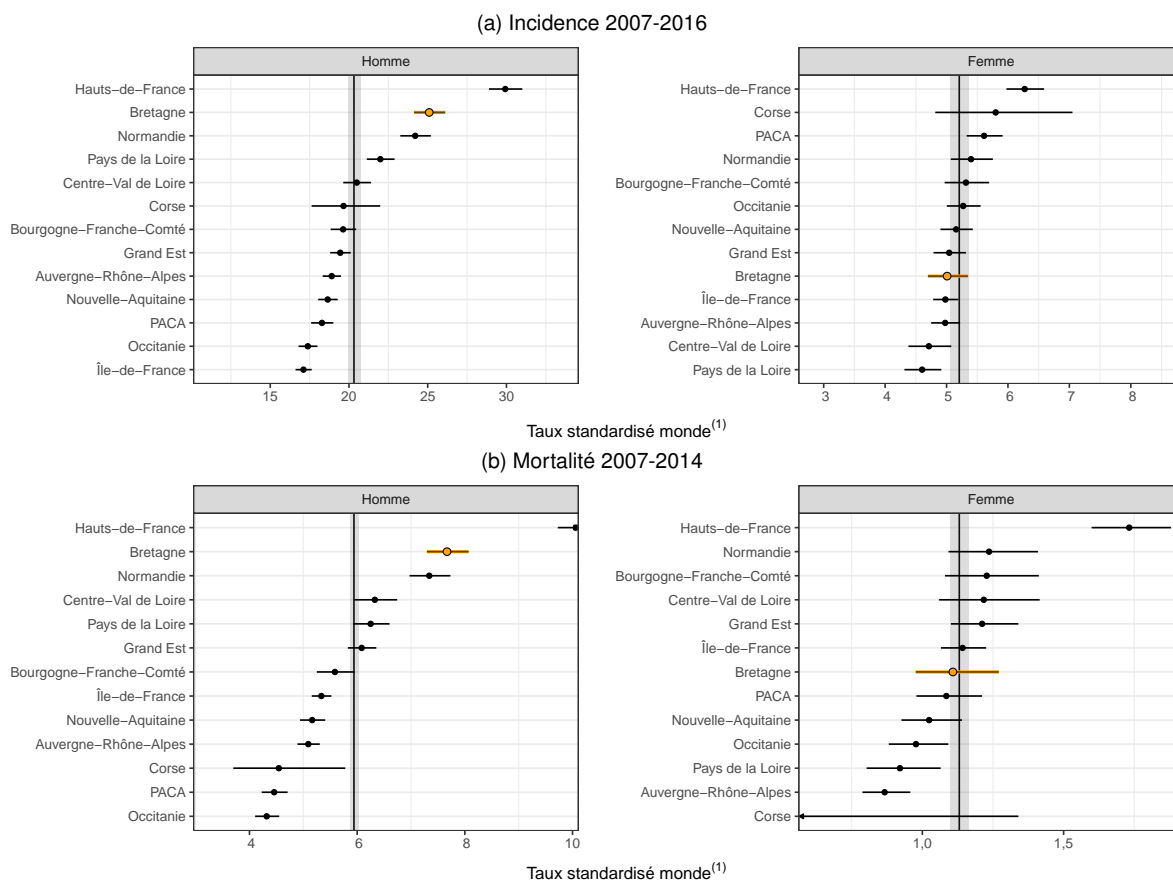 (a) Incidence 2007-2016
Homme
Hauts−de−France
Bretagne
Normandie
Pays de la Loire
Centre−Val de Loire
Corse
Bourgogne−Franche−Comté
Grand Est
Auvergne−Rhône−Alpes
Nouvelle−Aquitaine
PACA
Occitanie
Île−de−France
15 20 25 30
Femme
Hauts−de−France
Corse
PACA
Normandie
Bourgogne−Franche−Comté
Occitanie
Nouvelle−Aquitaine
Grand Est
Bretagne
Île−de−France
Auvergne−Rhône−Alpes
Centre−Val de Loire
Pays de la Loire
3 4 5 6 7 8
Taux standardisé monde(1)
(b) Mortalité 2007-2014
Homme
Hauts−de−France
Bretagne
Normandie
Centre−Val de Loire
Pays de la Loire
Grand Est
Bourgogne−Franche−Comté
Île−de−France
Nouvelle−Aquitaine
Auvergne−Rhône−Alpes
Corse
PACA
Occitanie
4 6 8 10
Femme
Hauts−de−France
Normandie
Bourgogne−Franche−Comté
Centre−Val de Loire
Grand Est
Île−de−France
Bretagne
PACA
Nouvelle−Aquitaine
Occitanie
Pays de la Loire
Auvergne−Rhône−Alpes
Corse
1,0 1,5
Taux standardisé monde(1)